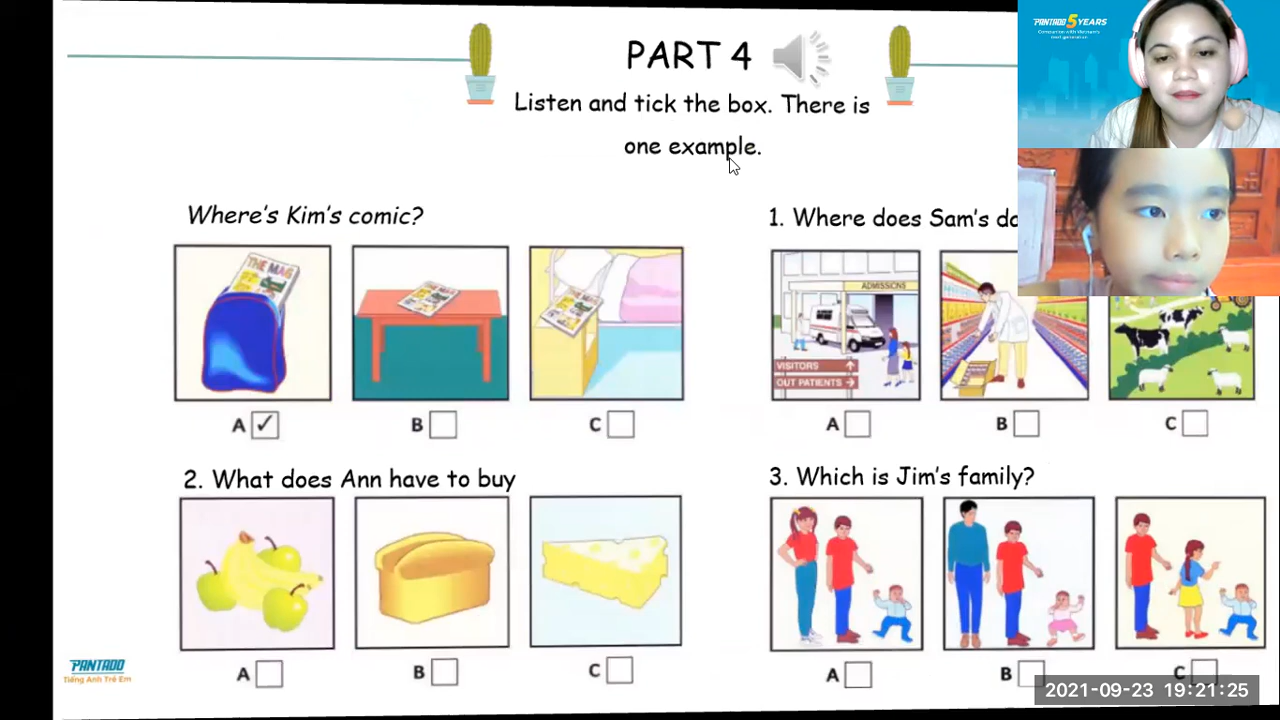 PANTADO 5 YEARS
PART 4
Listen and tick the box. There is
one example.
Where's Kim's comic?
THE MAG
A ✓
B
C
1. Where does Sam's
ADMISSIONS
VISITORS ↑
OUT PATIENTS →
A
B
C
2. What does Ann have to buy
A
B
C
3. Which is Jim's family?
A
B
C
PANTADO
Tiếng Anh Trẻ Em
2021-09-23 19:21:25